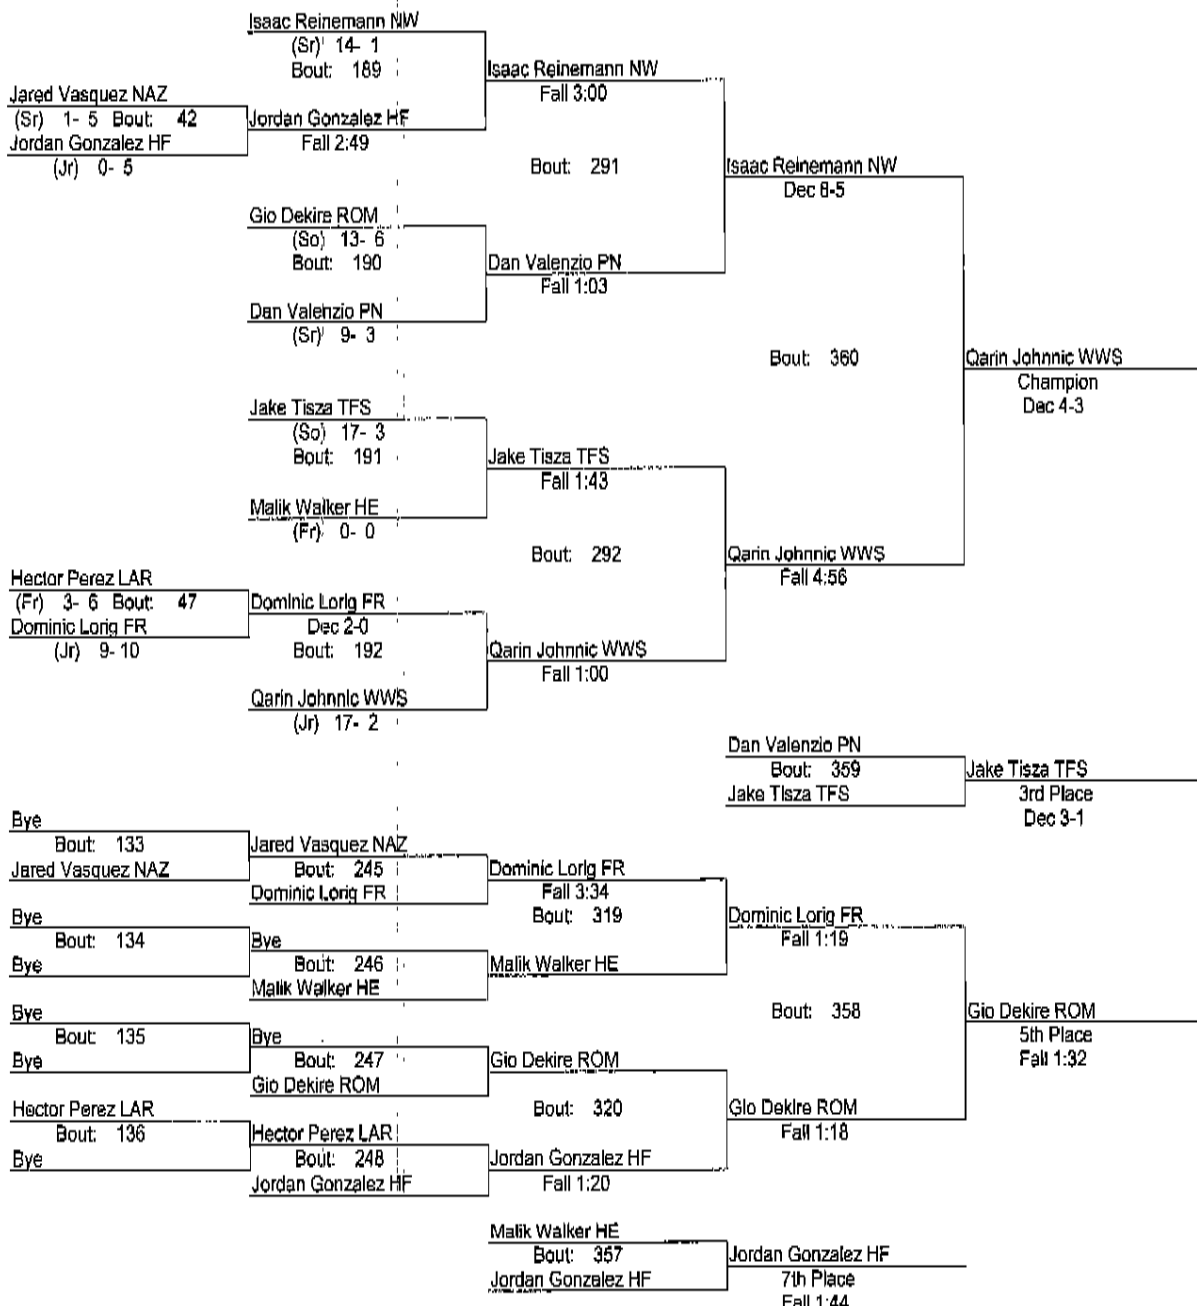 Isaac Reinemann NW
(Sr) 14- 1
Bout: 189
Isaac Reinemann NW
Fall 3:00
Jared Vasquez NAZ
(Sr) 1- 5 Bout: 42
Jordan Gonzalez HF
Fall 2:49
Jordan Gonzalez HF
(Jr) 0- 5
Bout: 291
Isaac Reinemann NW
Dec 8-5
Gio Dekire ROM
(So) 13- 6
Bout: 190
Dan Valenzio PN
Fall 1:03
Dan Valenzio PN
(Sr) 9- 3
Bout: 360
Qarin Johnnic WWS
Champion
Dec 4-3
Jake Tisza TFS
(So) 17- 3
Bout: 191
Jake Tisza TFS
Fall 1:43
Malik Walker HE
(Fr) 0- 0
Bout: 292
Qarin Johnnic WWS
Fall 4:56
Hector Perez LAR
(Fr) 3- 6 Bout: 47
Dominic Lorig FR
Dec 2-0
Dominic Lorig FR
(Jr) 9- 10
Bout: 192
Qarin Johnnic WWS
Fall 1:00
Qarin Johnnic WWS
(Jr) 17- 2
Dan Valenzio PN
Bout: 359
Jake Tisza TFS
Jake Tisza TFS
3rd Place
Dec 3-1
Bye
Bout: 133
Jared Vasquez NAZ
Jared Vasquez NAZ
Bout: 245
Dominic Lorig FR
Dominic Lorig FR
Fall 3:34
Bout: 319
Dominic Lorig FR
Fall 1:19
Bye
Bout: 134
Bye
Bye
Bout: 246
Malik Walker HE
Malik Walker HE
Bout: 358
Gio Dekire ROM
5th Place
Fall 1:32
Bye
Bout: 135
Bye
Bye
Bout: 247
Gio Dekire ROM
Gio Dekire ROM
Bout: 320
Gio Dekire ROM
Fall 1:18
Hector Perez LAR
Bout: 136
Bye
Hector Perez LAR
Bout: 248
Jordan Gonzalez HF
Jordan Gonzalez HF
Fall 1:20
Malik Walker HE
Bout: 357
Jordan Gonzalez HF
Jordan Gonzalez HF
7th Place
Fall 1:44